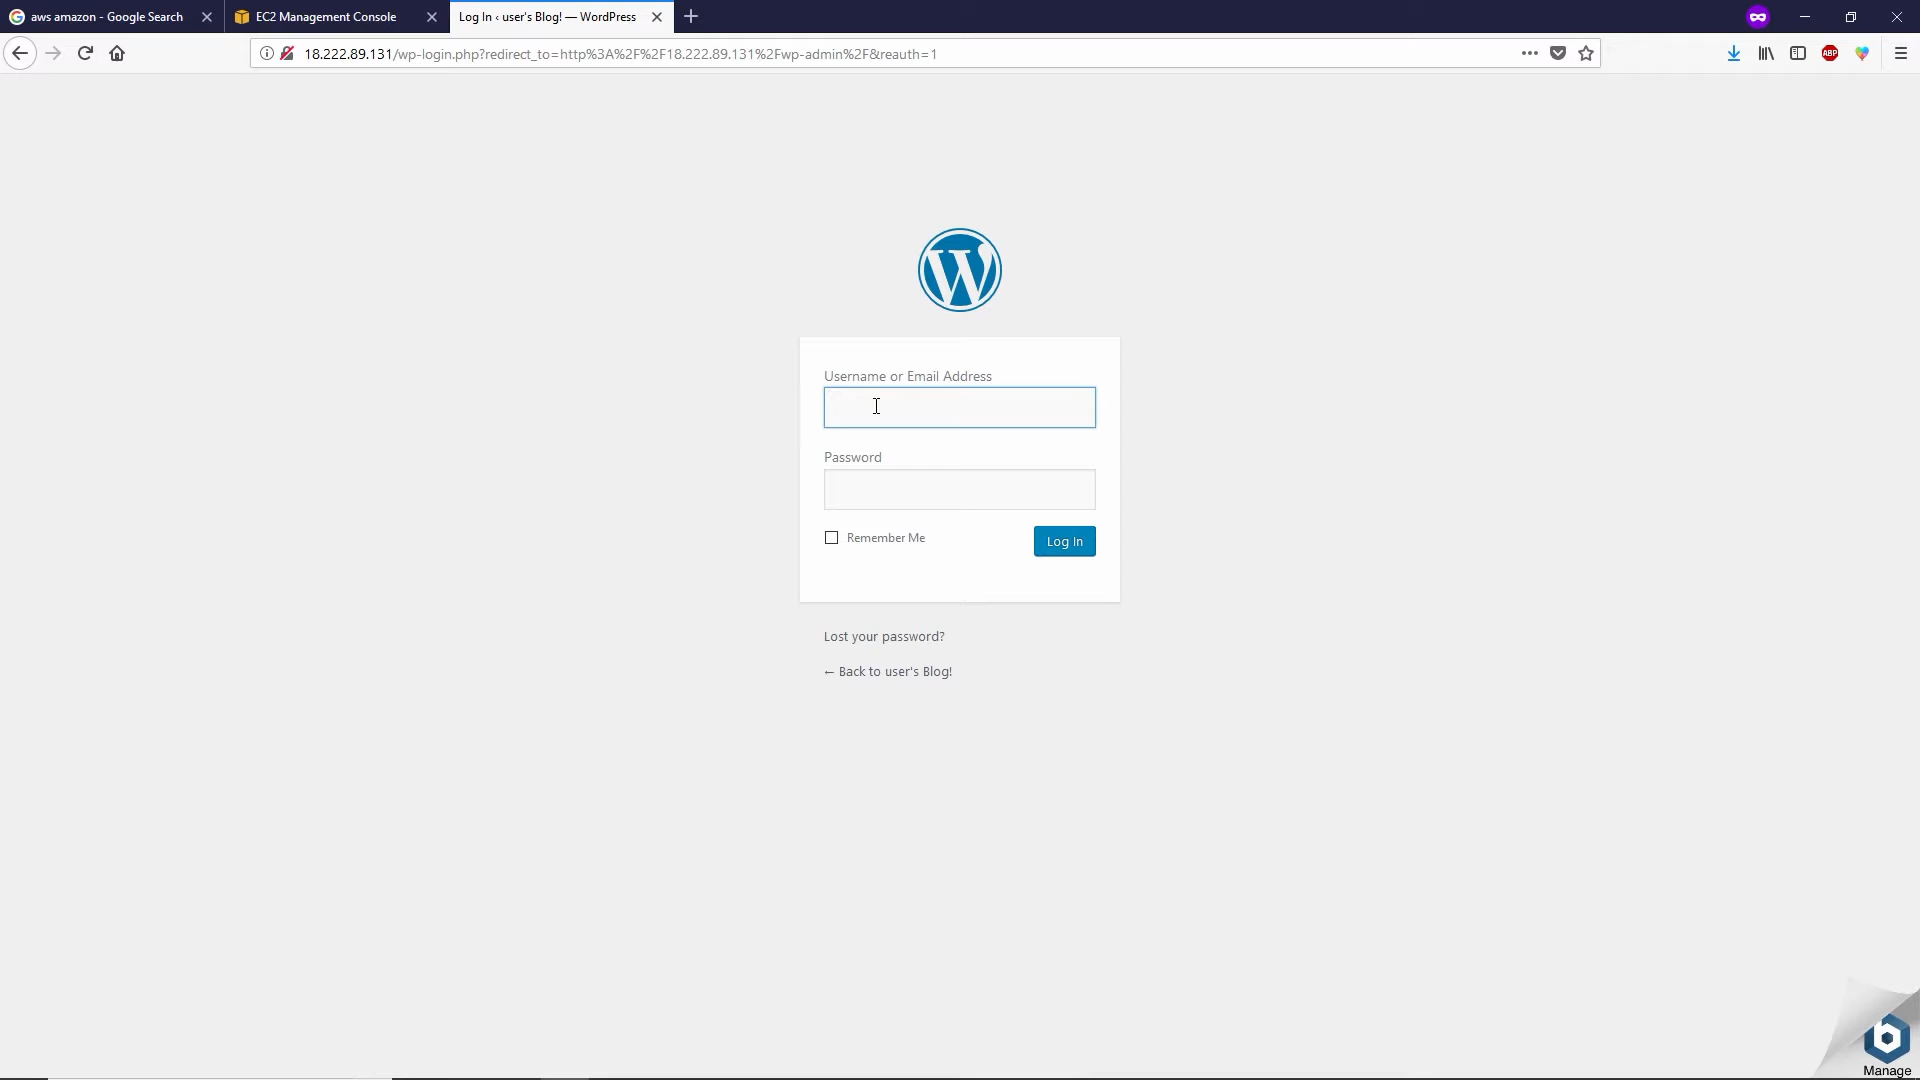 aws amazon - Google Search
EC2 Management Console
Log In ‹ user's Blog! — WordPress
18.222.89.131/wp-login.php?redirect_to=http%3A%2F%2F18.222.89.131%2Fwp-admin%2F&reauth=1
ABP
Username or Email Address
Password
Remember Me
Log In
Lost your password?
← Back to user's Blog!
Manage